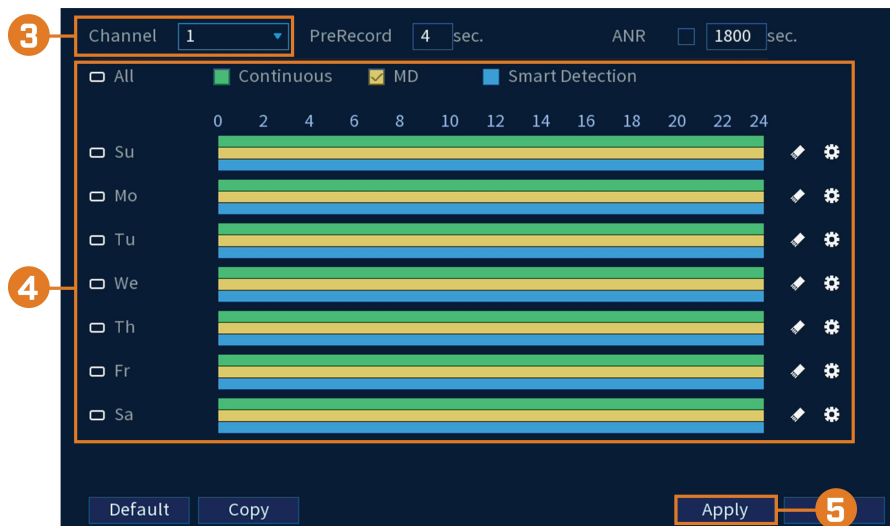 3 Channel 1 PreRecord 4 sec. ANR 1800 sec.
All Continuous MD Smart Detection
0 2 4 6 8 10 12 14 16 18 20 22 24
Su
Mo
Tu
4 We
Th
Fr
Sa
Default Copy Apply 5